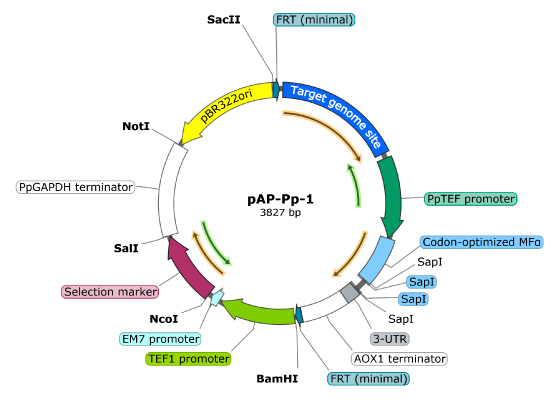 SacII
FRT (minimal)
pBR322ori
Target genome site
NotI
PpGAPDH terminator
pAP-Pp-1
3827 bp
PpTEF promoter
Codon-optimized MFα
SapI
SapI
SapI
SapI
SalI
Selection marker
NcoI
EM7 promoter
TEF1 promoter
BamHI
3-UTR
AOX1 terminator
FRT (minimal)